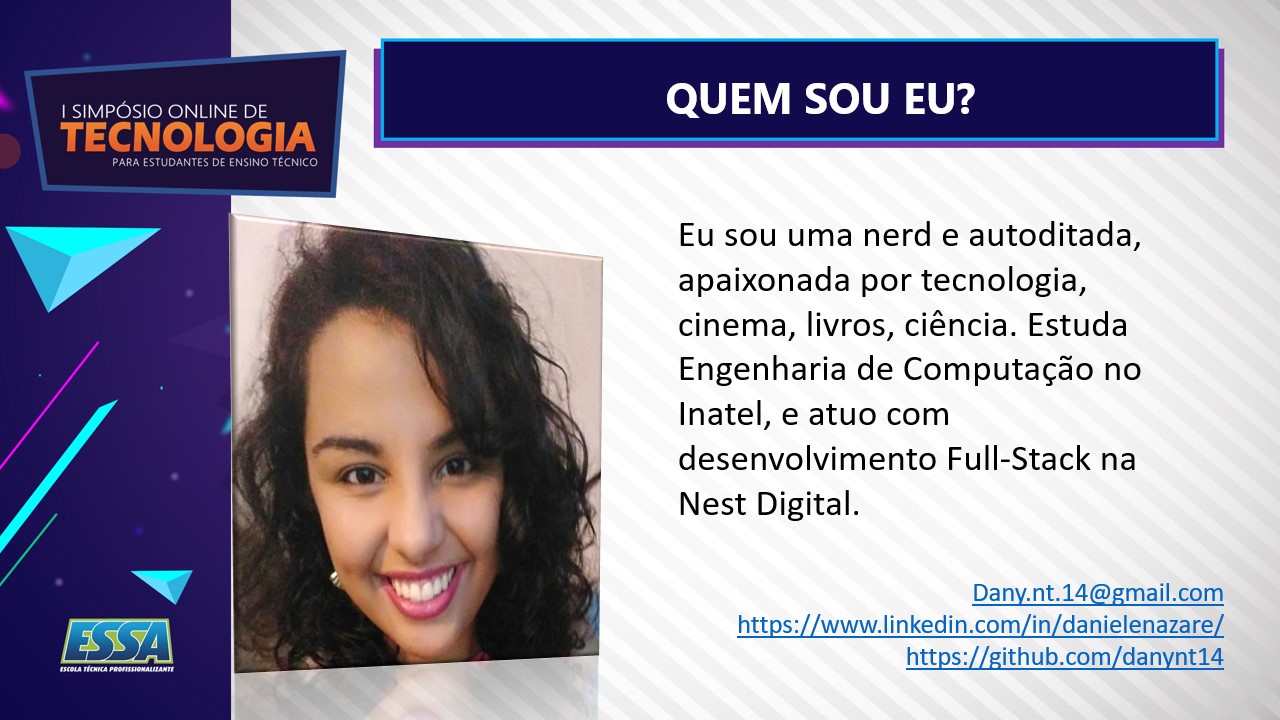 I SIMPÓSIO ONLINE DE
TECNOLOGIA
PARA ESTUDANTES DE ENSINO TÉCNICO
QUEM SOU EU?
Eu sou uma nerd e autoditada,
apaixonada por tecnologia,
cinema, livros, ciência. Estuda
Engenharia de Computação no
Inatel, e atuo com
desenvolvimento Full-Stack na
Nest Digital.
Dany.nt.14@gmail.com
https://www.linkedin.com/in/danielenazare/
https://github.com/danynt14
ESSA
ESCOLA TÉCNICA PROFISSIONALIZANTE